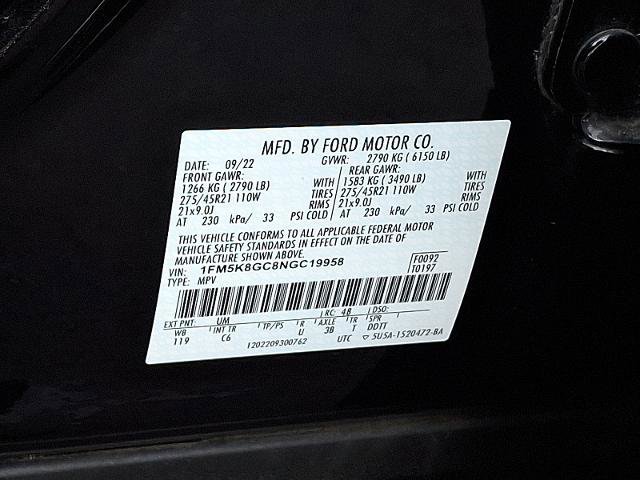 MFD. BY FORD MOTOR CO.
DATE: 09/22 GVWR: 2790 KG ( 6150 LB)
FRONT GAWR: REAR GAWR:
1266 KG ( 2790 LB) WITH 1583 KG ( 3490 LB) WITH
275/45R21 110W TIRES 275/45R21 110W TIRES
21x9.0J RIMS 21x9.0J RIMS
AT 230 kPa/ 33 PSI COLD AT 230 kPa/ 33 PSI COLD
THIS VEHICLE CONFORMS TO ALL APPLICABLE FEDERAL MOTOR
VEHICLE SAFETY STANDARDS IN EFFECT ON THE DATE OF
MANUFACTURE SHOWN ABOVE.
VIN: 1FM5K8GC8NGC19958 F0092
TYPE: MPV T0197
EXT PNT: UM RC: 48 DSO:
WB INT TR TP/PS R AXLE TR SPR
119 C6 U 3B T DDTT
1202209300762 UTC ▽ 5U5A-1520472-BA